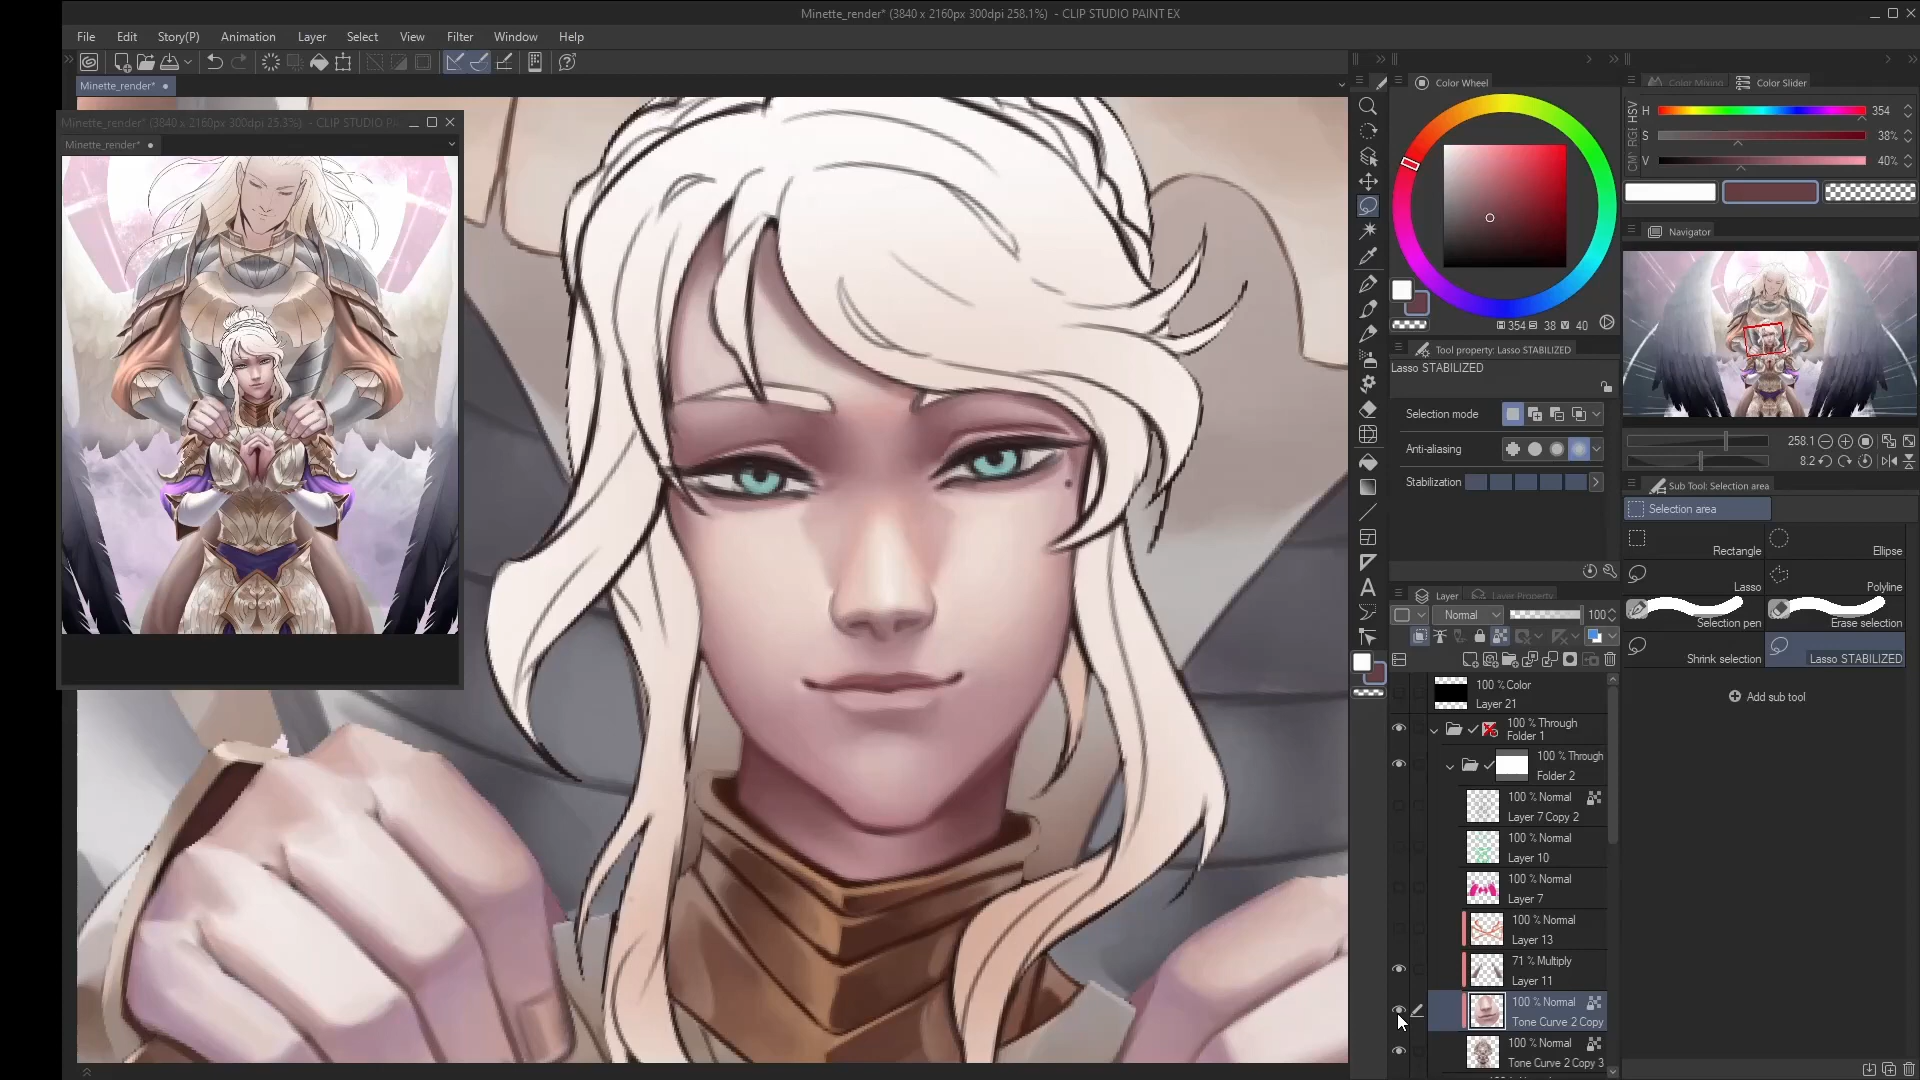 Minette_render* (3840 x 2160px 300dpi 258.1%) - CLIP STUDIO PAINT EX
File Edit Story(P) Animation Layer Select View Filter Window Help
Minette_render*
Minette_render* (3840 x 2160px 300dpi 25.3%) - CLIP STUDIO PA
Minette_render*
Color Wheel
354 38 40
Tool property: Lasso STABILIZED
Lasso STABILIZED
Selection mode
Anti-aliasing
Stabilization
Layer Layer Property
Normal 100
100 % Color
Layer 21
100 % Through
Folder 1
100 % Through
Folder 2
100 % Normal
Layer 7 Copy 2
100 % Normal
Layer 10
100 % Normal
Layer 7
100 % Normal
Layer 13
71 % Multiply
Layer 11
100 % Normal
Tone Curve 2 Copy
100 % Normal
Tone Curve 2 Copy 3
Color Mixing Color Slider
HSV
H 354
S 38%
V 40%
Navigator
258.1
8.2
Sub Tool: Selection area
Selection area
Rectangle Ellipse
Lasso Polyline
Selection pen Erase selection
Shrink selection Lasso STABILIZED
Add sub tool